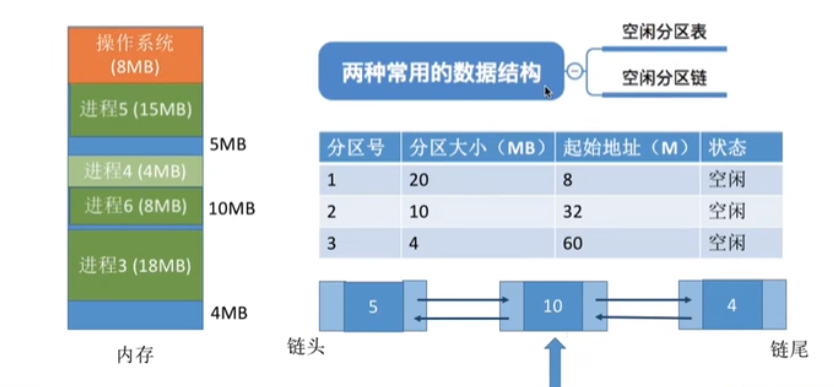 操作系统
(8MB)
进程5 (15MB)
5MB
进程4 (4MB)
进程6 (8MB)
10MB
进程3 (18MB)
4MB
内存
两种常用的数据结构
空闲分区表
空闲分区链
分区号 分区大小（MB） 起始地址（M） 状态
1 20 8 空闲
2 10 32 空闲
3 4 60 空闲
5 10 4
链头 链尾